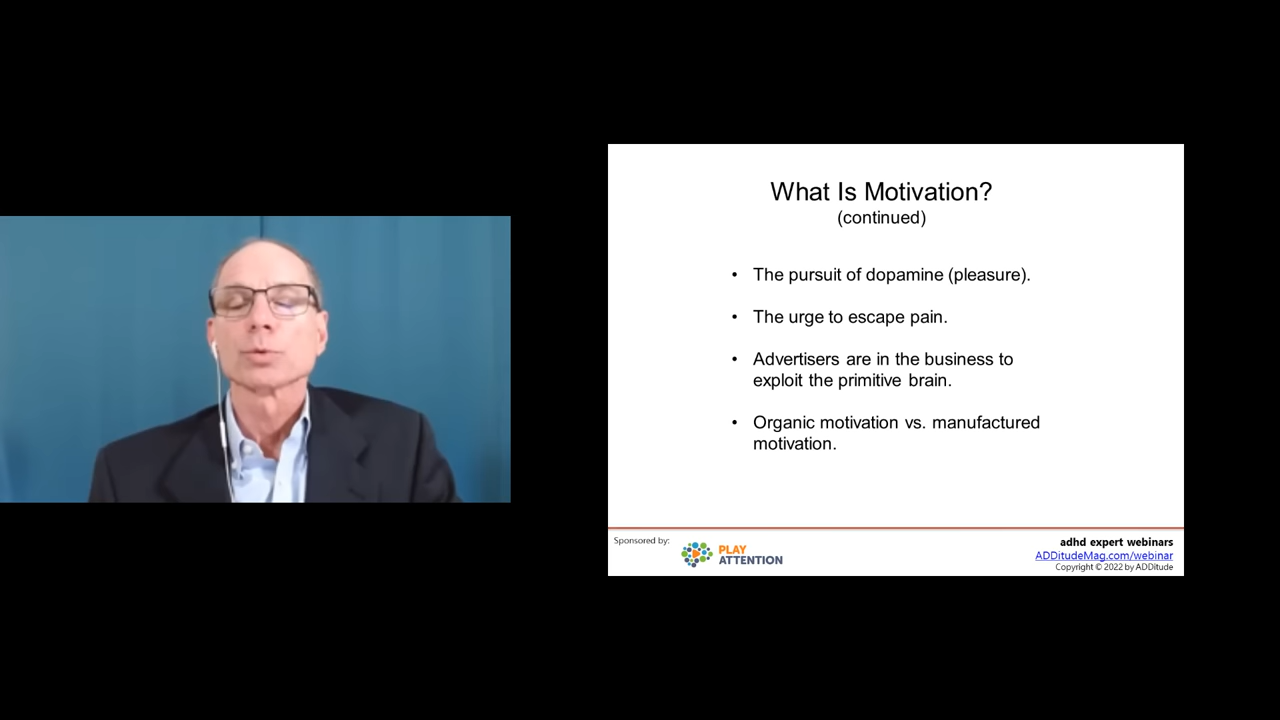 What Is Motivation?
(continued)
• The pursuit of dopamine (pleasure).
• The urge to escape pain.
• Advertisers are in the business to
exploit the primitive brain.
• Organic motivation vs. manufactured
motivation.
Sponsored by:
PLAY
ATTENTION
adhd expert webinars
ADDitudeMag.com/webinar
Copyright © 2022 by ADDitude